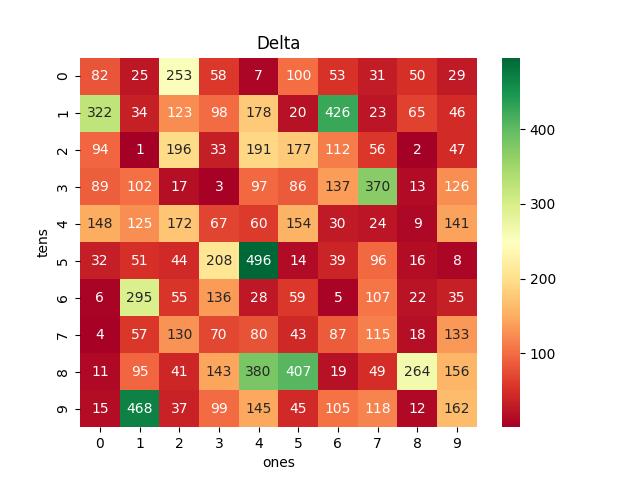 Delta
0 82 25 253 58 7 100 53 31 50 29
1 322 34 123 98 178 20 426 23 65 46
2 94 1 196 33 191 177 112 56 2 47
3 89 102 17 3 97 86 137 370 13 126
4 148 125 172 67 60 154 30 24 9 141
5 32 51 44 208 496 14 39 96 16 8
6 6 295 55 136 28 59 5 107 22 35
7 4 57 130 70 80 43 87 115 18 133
8 11 95 41 143 380 407 19 49 264 156
9 15 468 37 99 145 45 105 118 12 162
0 1 2 3 4 5 6 7 8 9
ones
tens
400
300
200
100